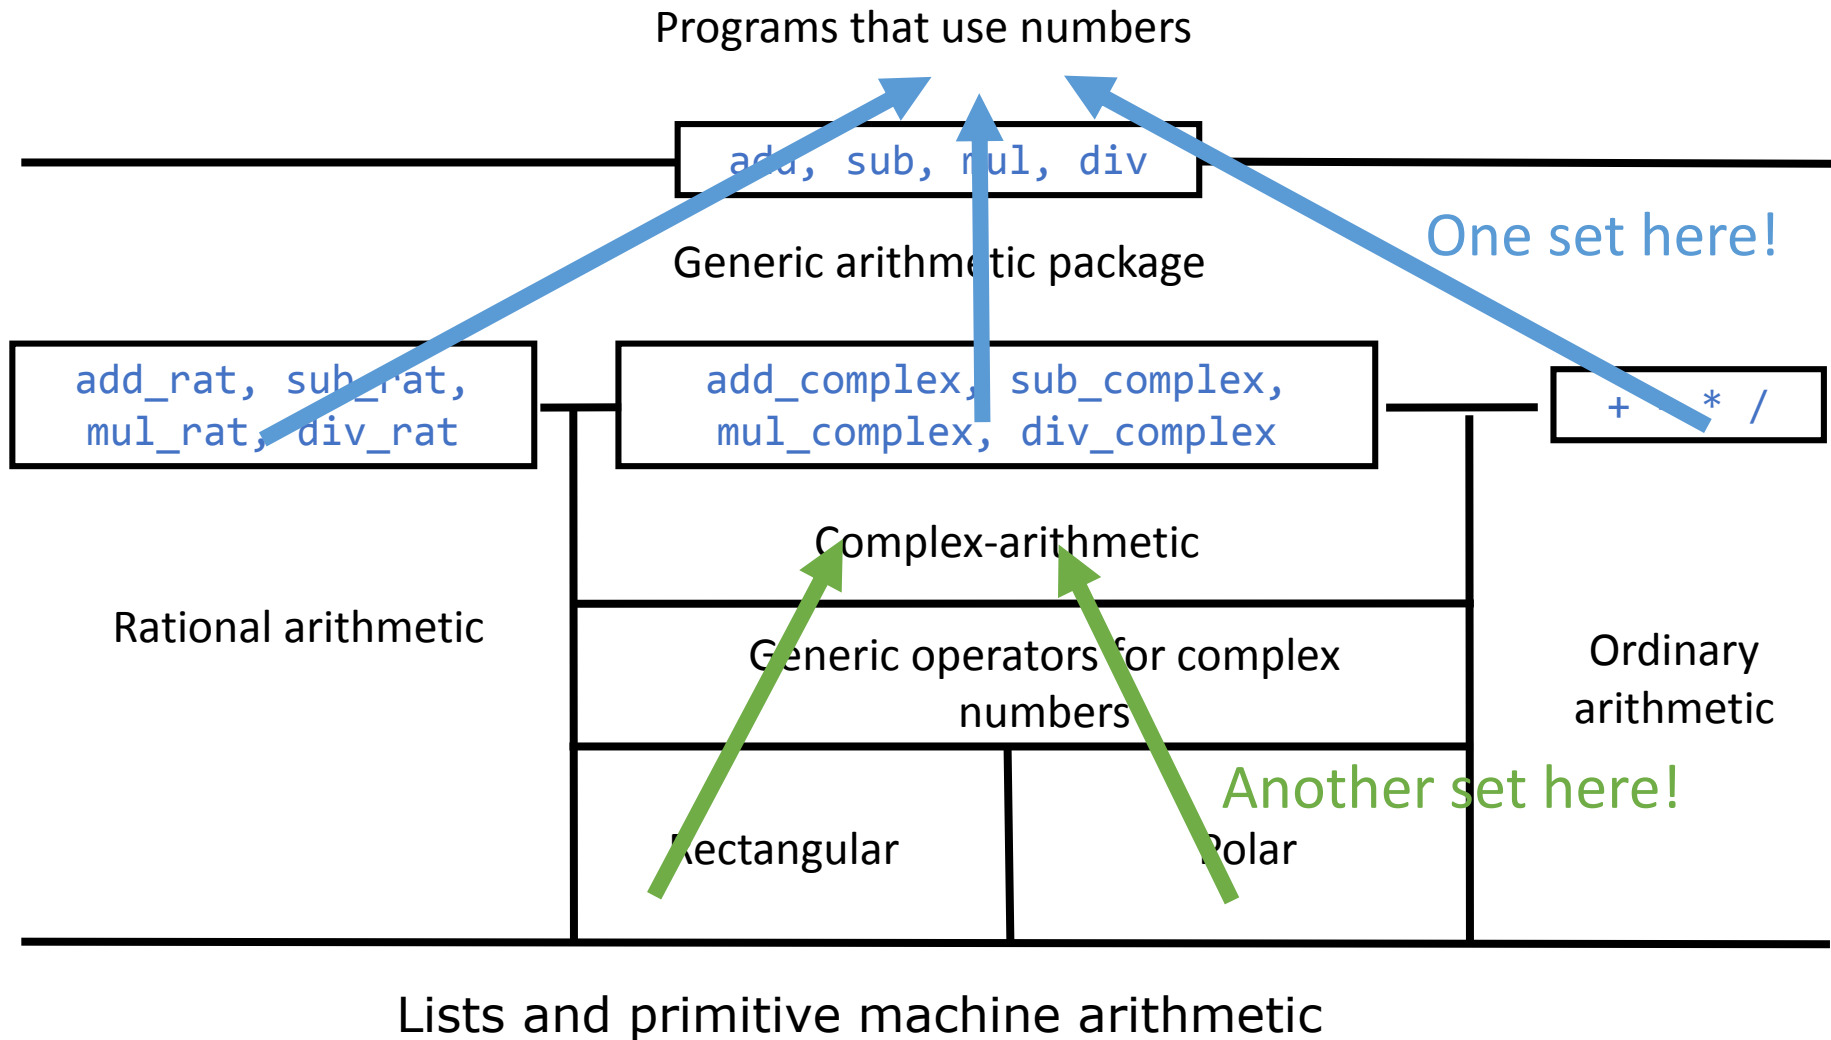 Programs that use numbers
add, sub, mul, div
One set here!
Generic arithmetic package
add_rat, sub_rat,
mul_rat, div_rat
add_complex, sub_complex,
mul_complex, div_complex
+ - * /
Complex-arithmetic
Rational arithmetic
Generic operators for complex
numbers
Ordinary
arithmetic
Another set here!
Rectangular
Polar
Lists and primitive machine arithmetic